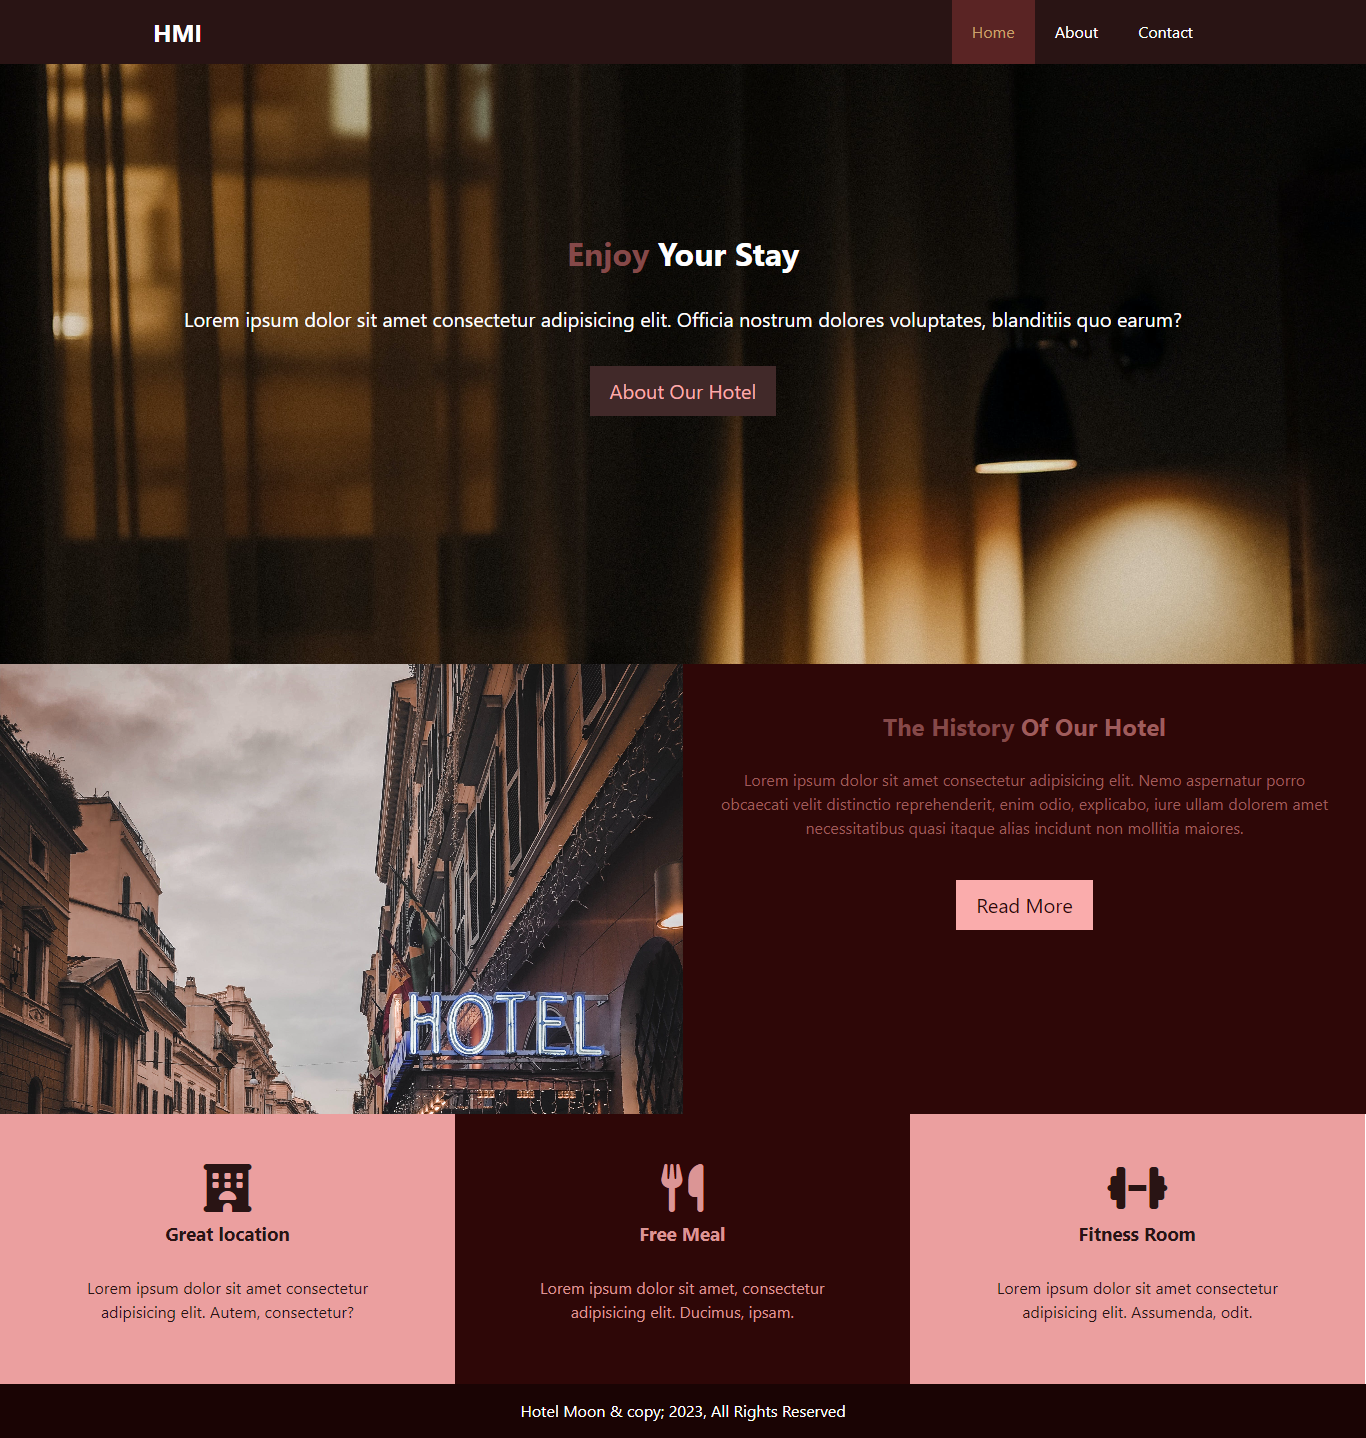 HMI
Home About Contact
Enjoy Your Stay
Lorem ipsum dolor sit amet consectetur adipisicing elit. Officia nostrum dolores voluptates, blanditiis quo earum?
About Our Hotel
The History Of Our Hotel
Lorem ipsum dolor sit amet consectetur adipisicing elit. Nemo aspernatur porro
obcaecati velit distinctio reprehenderit, enim odio, explicabo, iure ullam dolorem amet
necessitatibus quasi itaque alias incidunt non mollitia maiores.
Read More
HOTEL
Great location
Lorem ipsum dolor sit amet consectetur
adipisicing elit. Autem, consectetur?
Free Meal
Lorem ipsum dolor sit amet, consectetur
adipisicing elit. Ducimus, ipsam.
Fitness Room
Lorem ipsum dolor sit amet consectetur
adipisicing elit. Assumenda, odit.
Hotel Moon & copy; 2023, All Rights Reserved